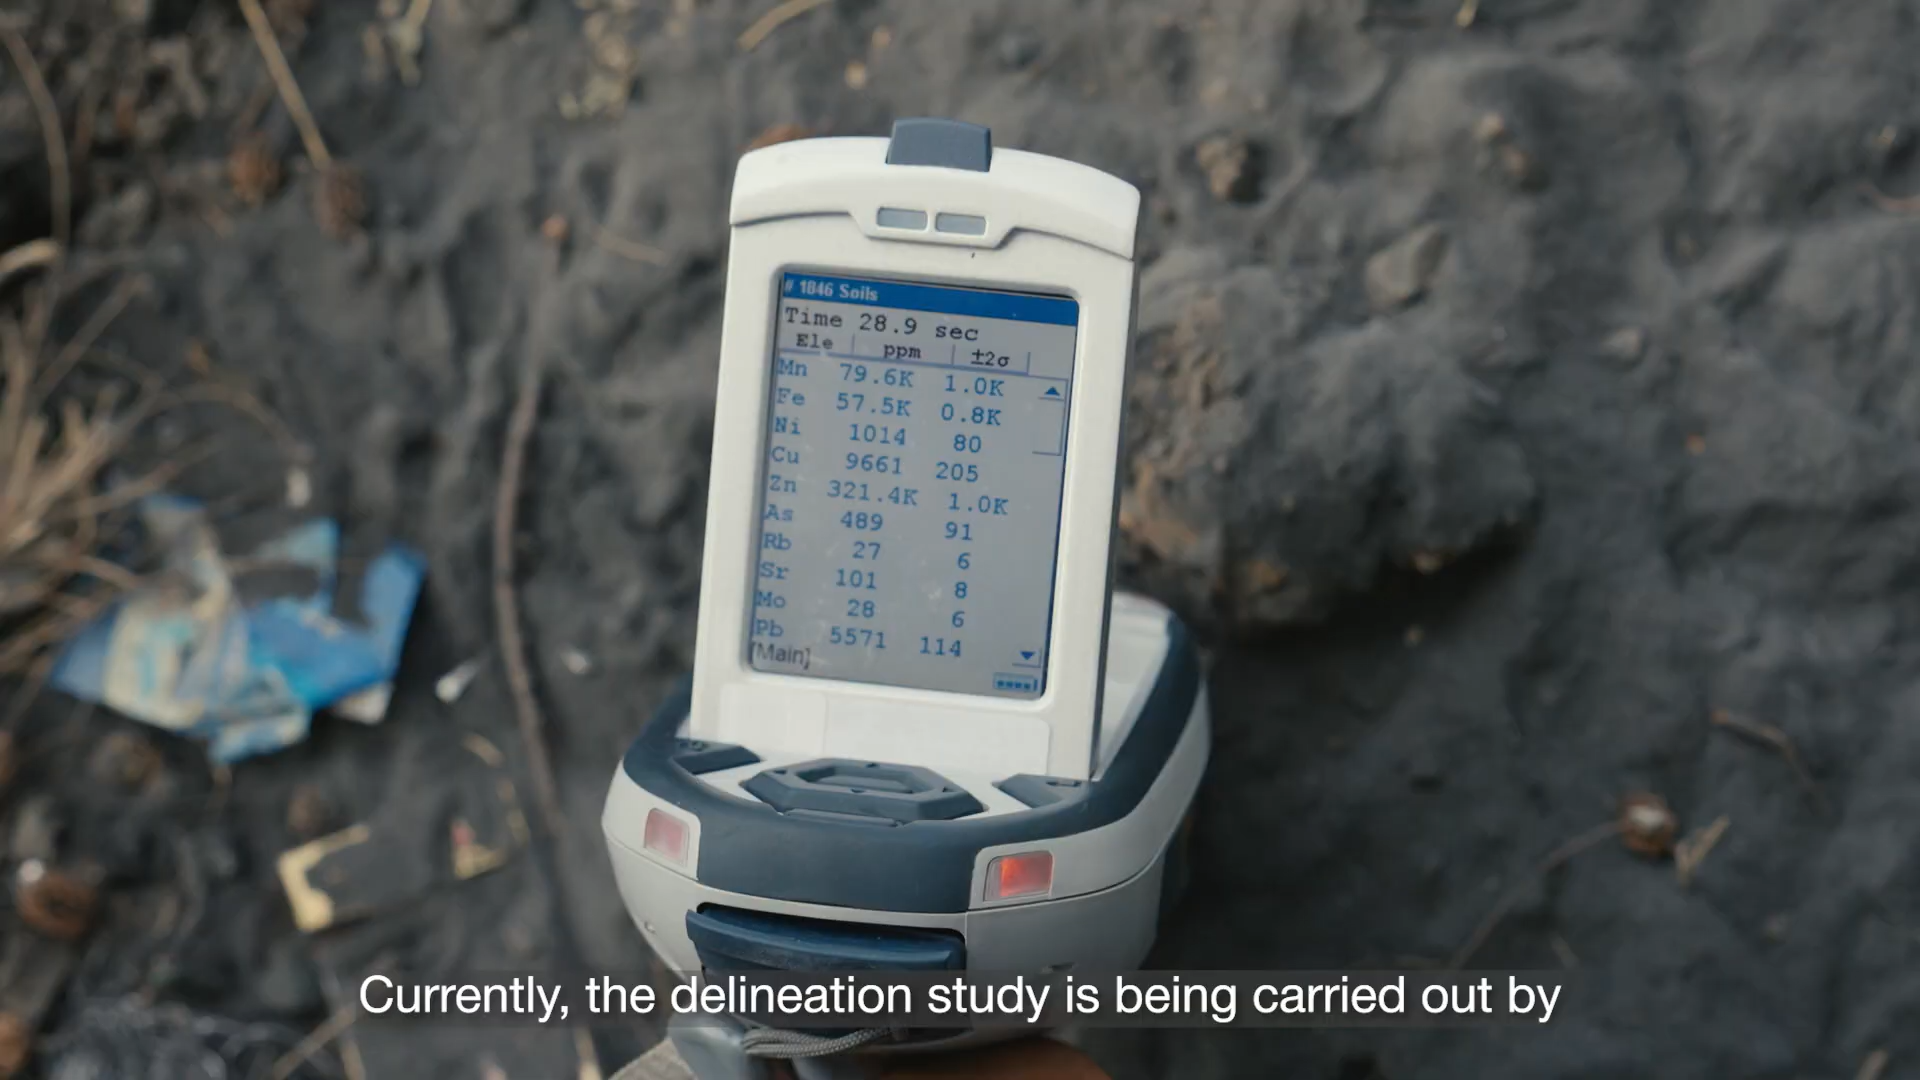 # 1846 Soils
Time 28.9 sec
Ele ppm ±2σ
Mn 79.6K 1.0K
Fe 57.5K 0.8K
Ni 1014 80
Cu 9661 205
Zn 321.4K 1.0K
As 489 91
Rb 27 6
Sr 101 8
Mo 28 6
Pb 5571 114
[Main]
Currently, the delineation study is being carried out by